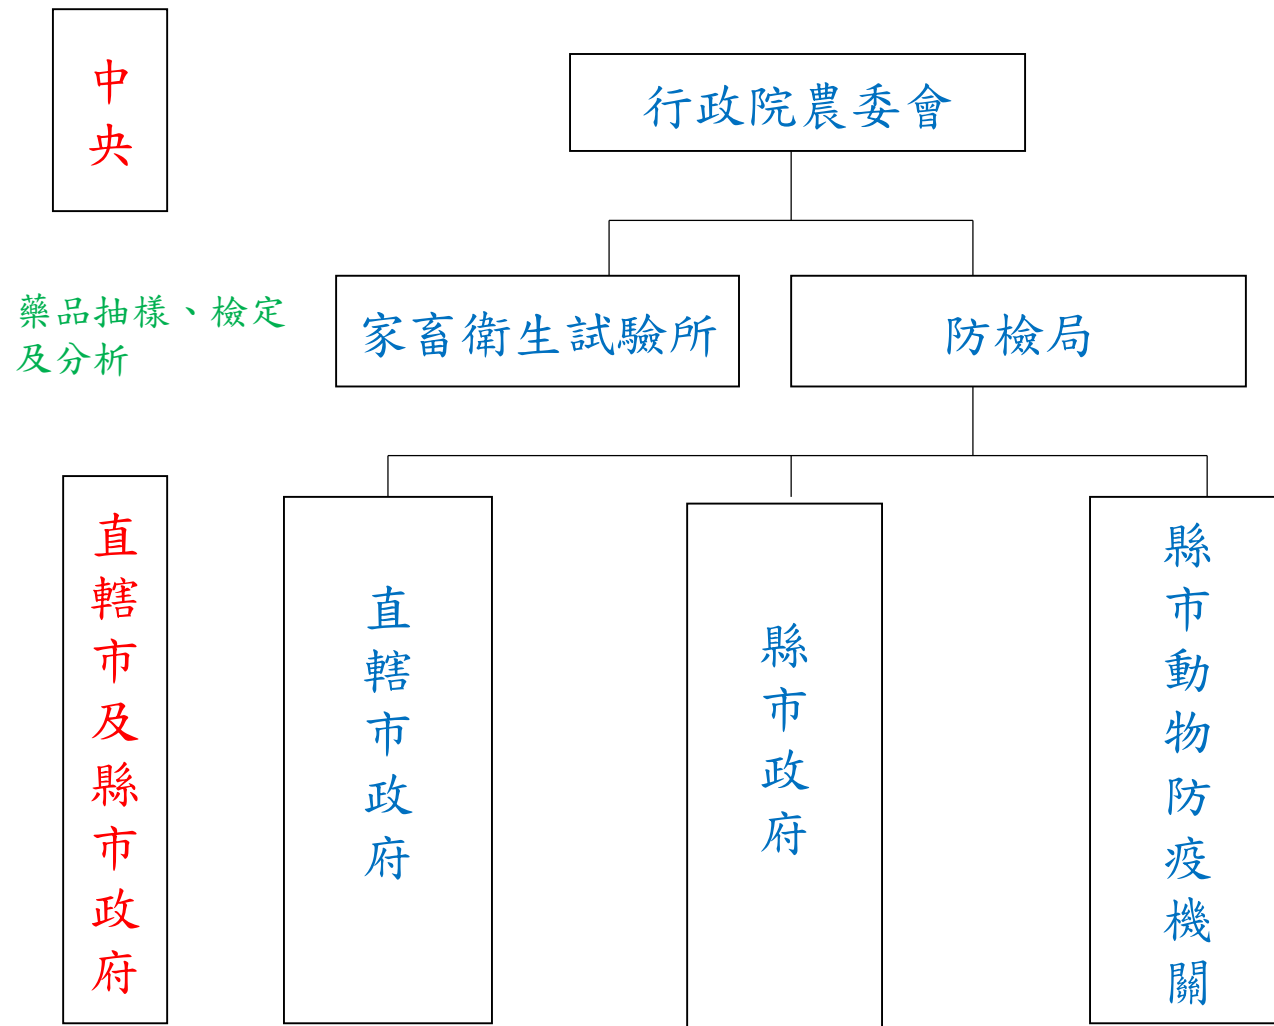 中央
行政院農委會
藥品抽樣、檢定
及分析
家畜衛生試驗所
防檢局
直轄市及縣市政府
直轄市政府
縣市政府
縣市動物防疫機關